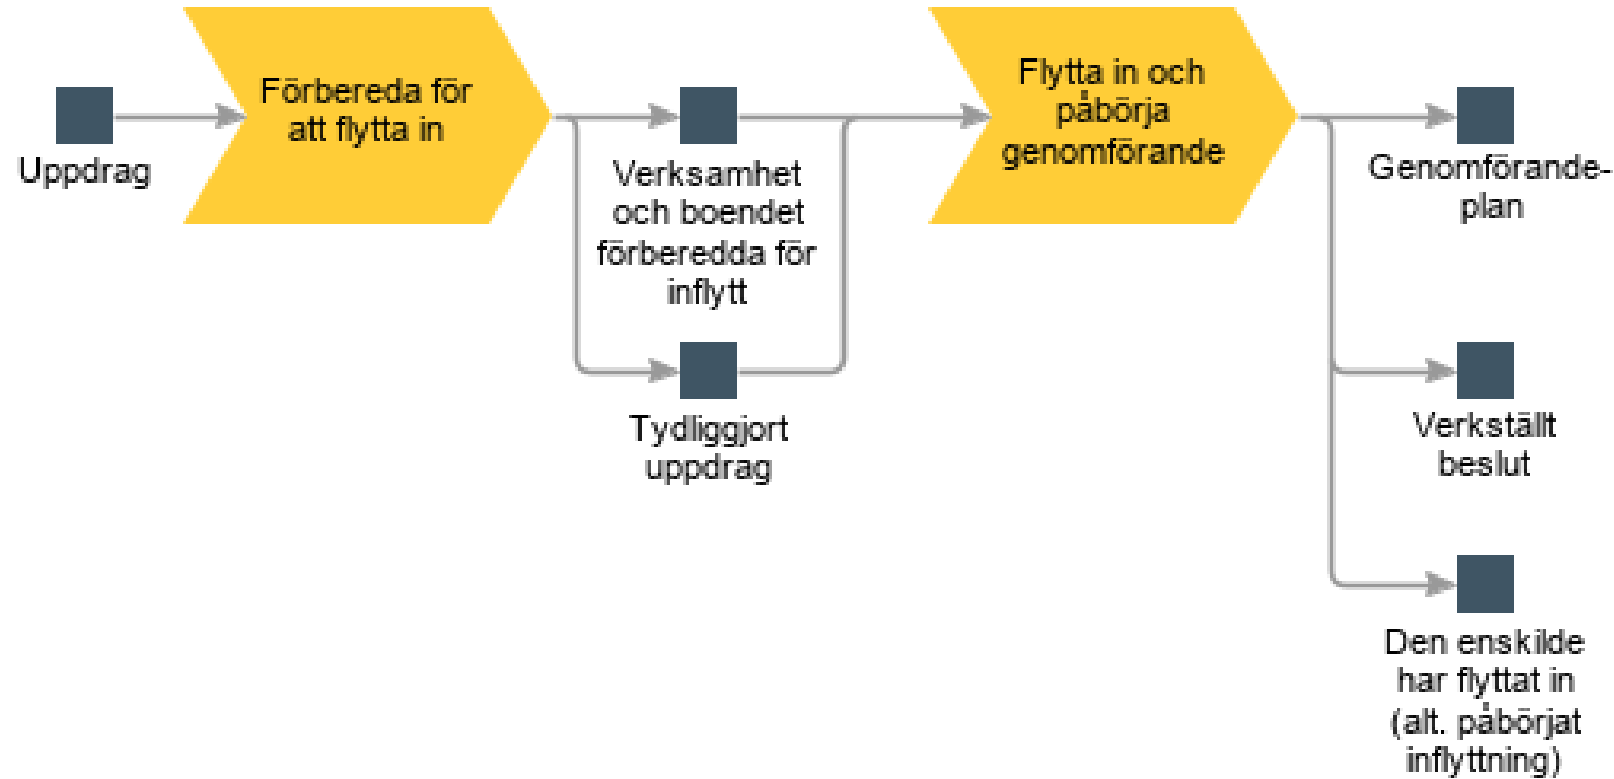 Uppdrag
Förbereda för
att flytta in
Verksamhet
och boendet
förberedda för
inflytt
Tydliggjort
uppdrag
Flytta in och
påbörja
genomförande
Genomförande-
plan
Verkställt
beslut
Den enskilde
har flyttat in
(alt. påbörjat
inflyttning)